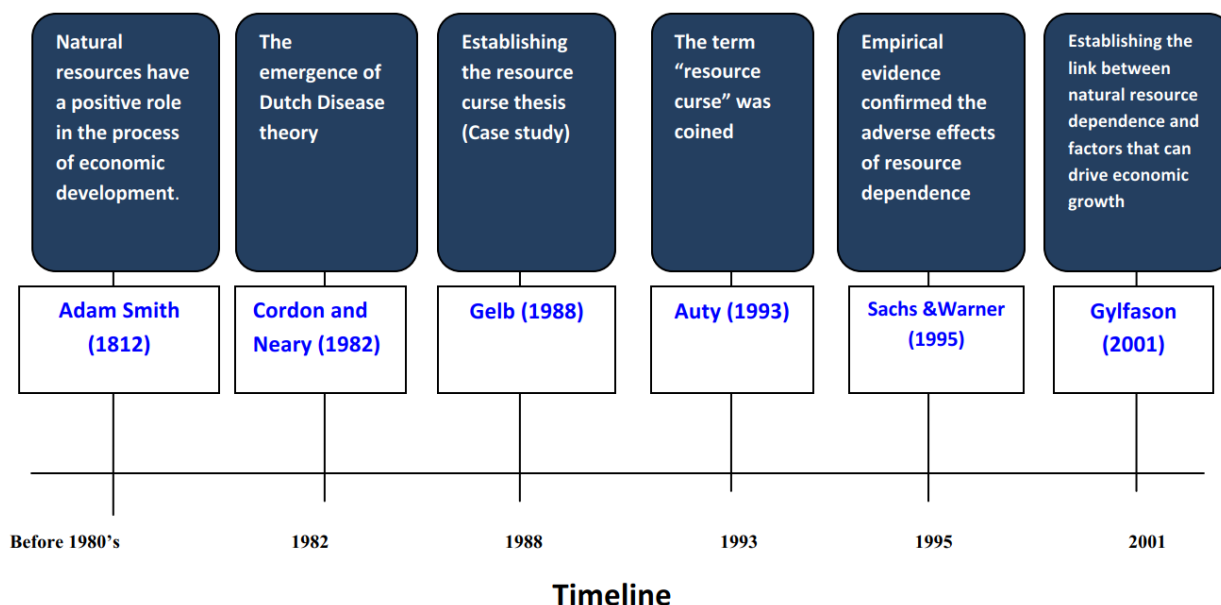 Natural
resources have
a positive role
in the process
of economic
development.
The
emergence of
Dutch Disease
theory
Establishing
the resource
curse thesis
(Case study)
The term
“resource
curse” was
coined
Empirical
evidence
confirmed the
adverse effects
of resource
dependence
Establishing the
link between
natural resource
dependence and
factors that can
drive economic
growth
Adam Smith
(1812)
Cordon and
Neary (1982)
Gelb (1988)
Auty (1993)
Sachs &Warner
(1995)
Gylfason
(2001)
Before 1980's
1982
1988
1993
1995
2001
Timeline